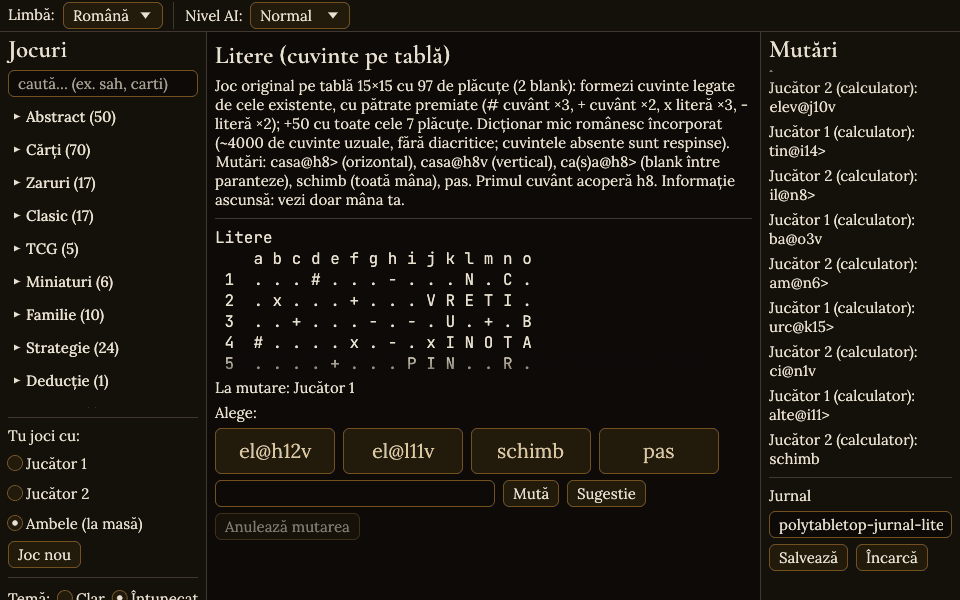 Limbă: Română ▼ Nivel AI: Normal ▼
Jocuri
caută... (ex. sah, carti)
▸ Abstract (50)
▸ Cărți (70)
▸ Zaruri (17)
▸ Clasic (17)
▸ TCG (5)
▸ Miniaturi (6)
▸ Familie (10)
▸ Strategie (24)
▸ Deducție (1)
Tu joci cu:
Jucător 1
Jucător 2
Ambele (la masă)
Joc nou
Temă: Clar Întunecat
Litere (cuvinte pe tablă)
Joc original pe tablă 15×15 cu 97 de plăcuțe (2 blank): formezi cuvinte legate
de cele existente, cu pătrate premiate (# cuvânt ×3, + cuvânt ×2, x literă ×3, -
literă ×2); +50 cu toate cele 7 plăcuțe. Dicționar mic românesc încorporat
(~4000 de cuvinte uzuale, fără diacritice; cuvintele absente sunt respinse).
Mutări: casa@h8> (orizontal), casa@h8v (vertical), ca(s)a@h8> (blank între
paranteze), schimb (toată mâna), pas. Primul cuvânt acoperă h8. Informație
ascunsă: vezi doar mâna ta.
Litere
a b c d e f g h i j k l m n o
1 . . . # . . . - . . . N . C .
2 . x . . . + . . . V R E T I .
3 . . + . . . - . - . U . + . B
4 # . . . . x . - . x I N O T A
5 . . . . + . . . P I N . . R .
La mutare: Jucător 1
Alege:
el@h12v el@l11v schimb pas
Mută Sugestie
Anulează mutarea
Mutări
Jucător 2 (calculator):
elev@j10v
Jucător 1 (calculator):
tin@i14>
Jucător 2 (calculator):
il@n8>
Jucător 1 (calculator):
ba@o3v
Jucător 2 (calculator):
am@n6>
Jucător 1 (calculator):
urc@k15>
Jucător 2 (calculator):
ci@n1v
Jucător 1 (calculator):
alte@i11>
Jucător 2 (calculator):
schimb
Jurnal
polytabletop-jurnal-lite
Salvează Încarcă